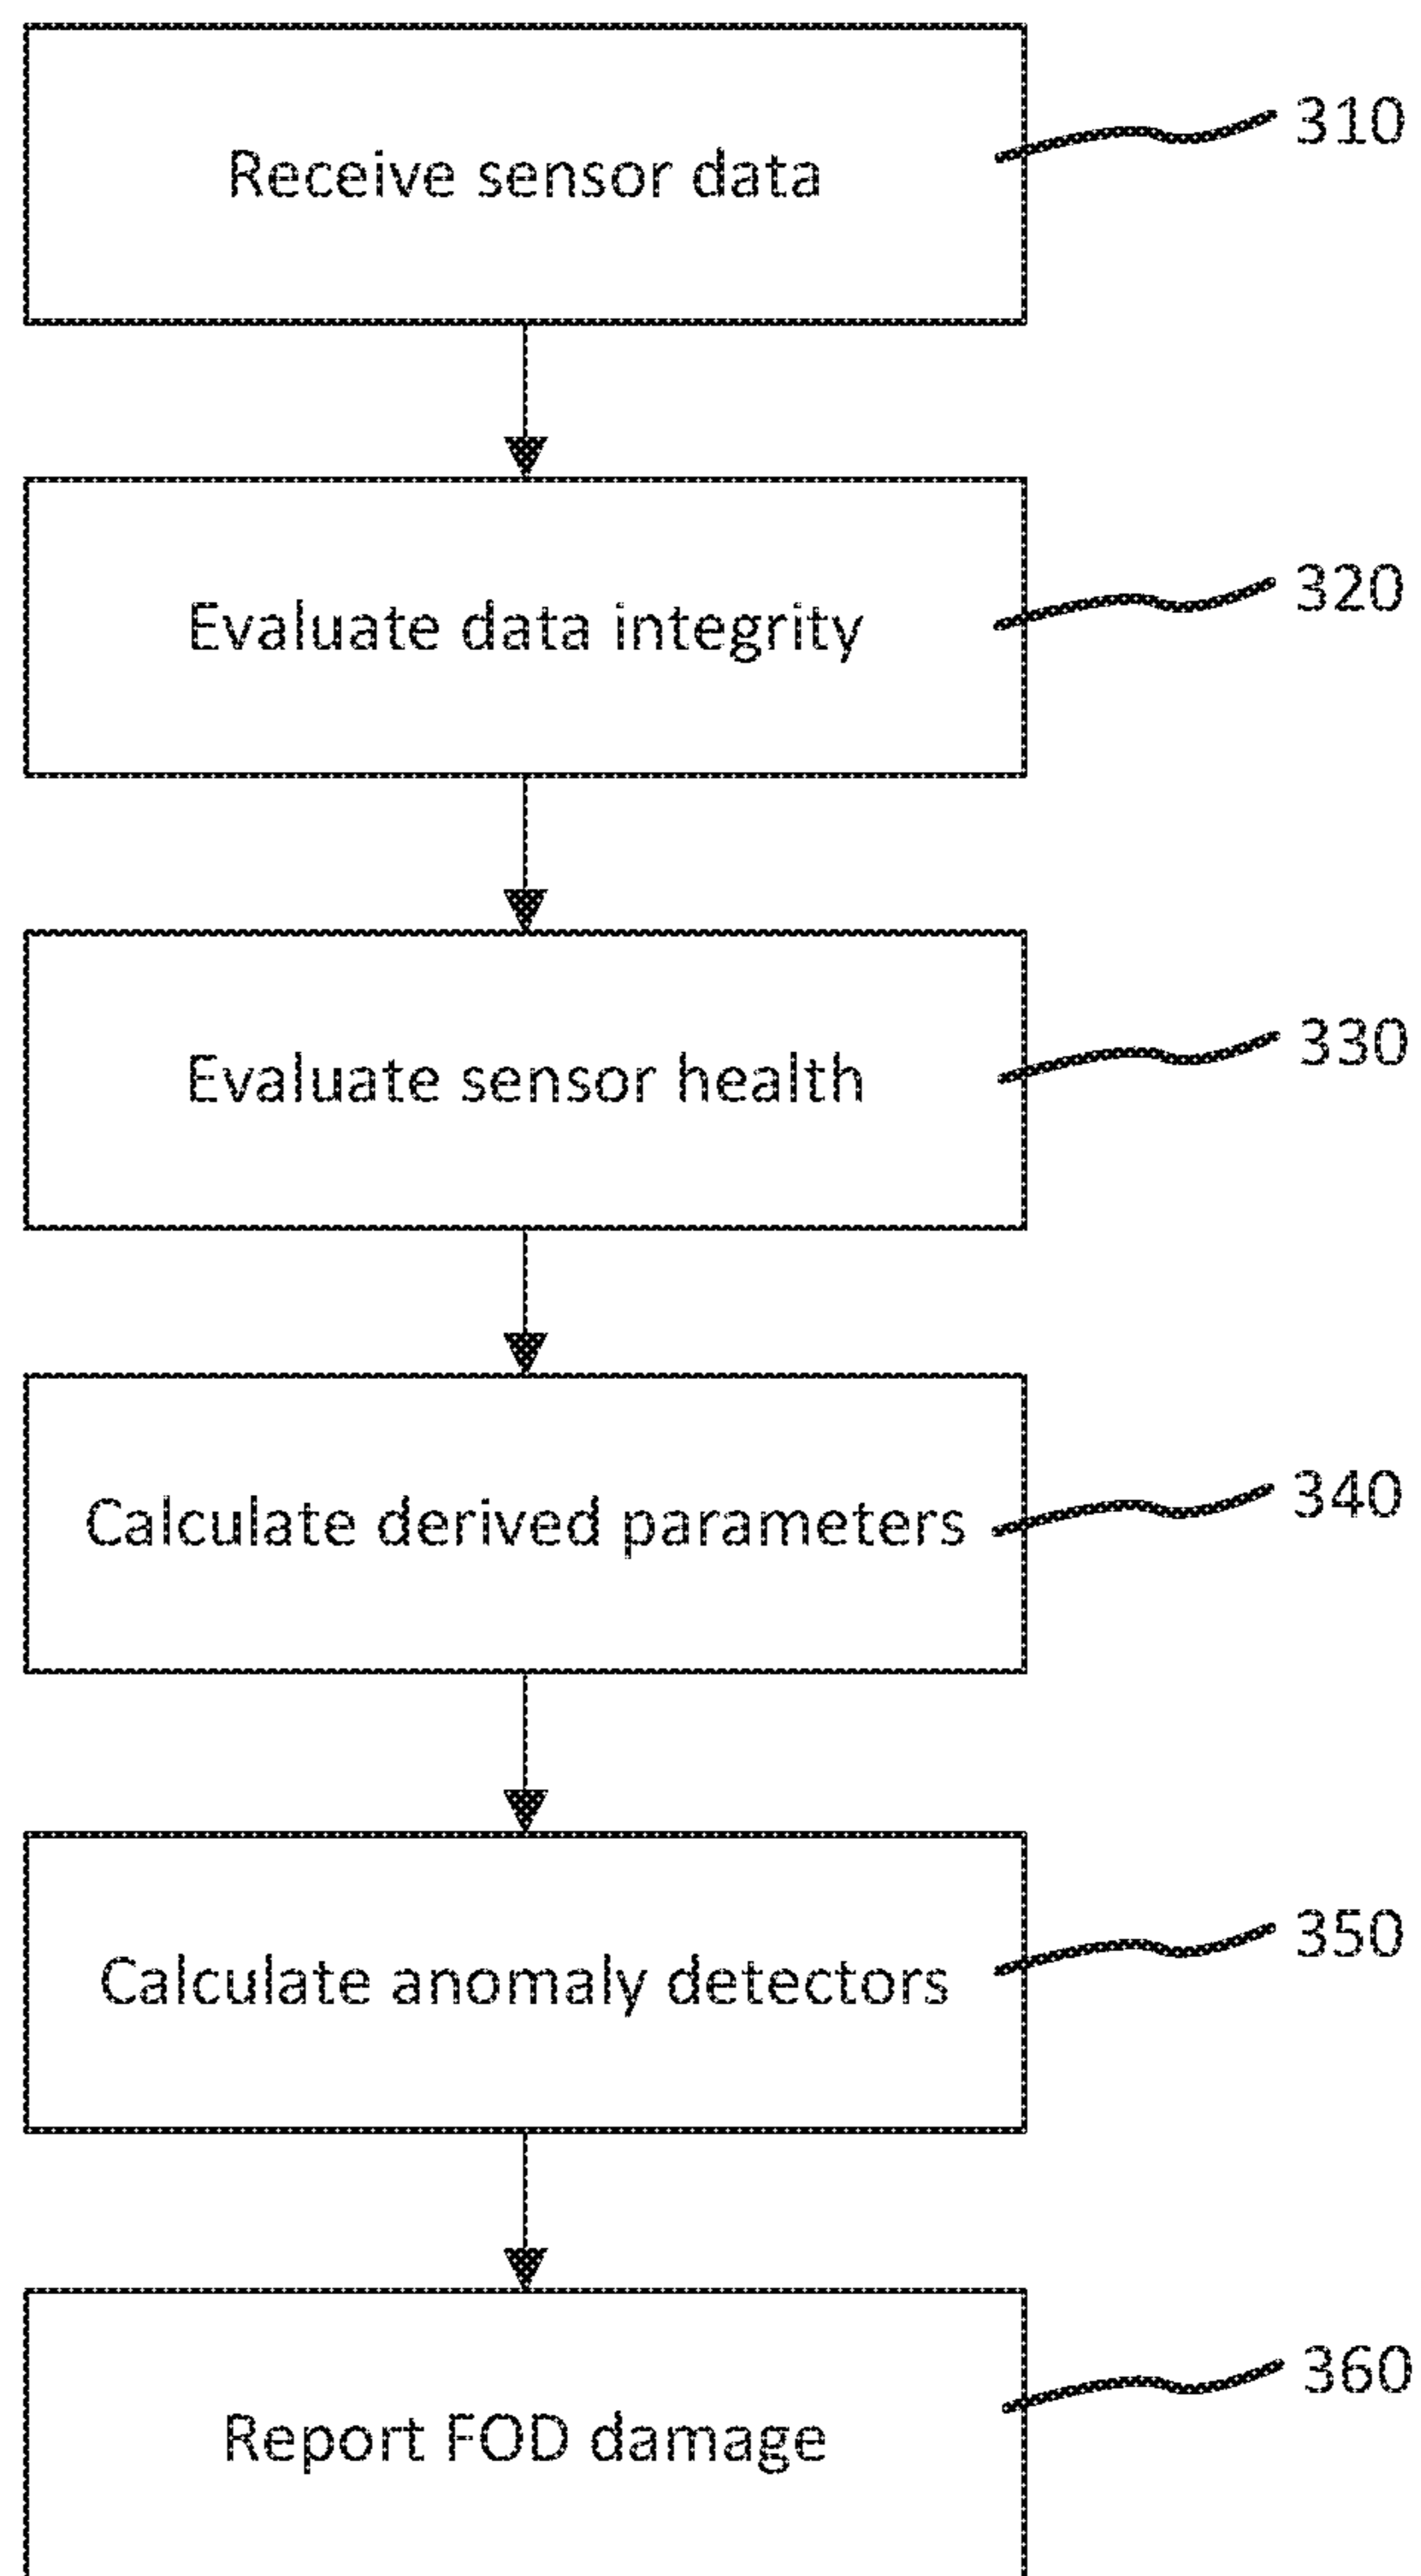 Receive sensor data
310
Evaluate data integrity
320
Evaluate sensor health
330
Calculate derived parameters
340
Calculate anomaly detectors
350
Report FOD damage
360